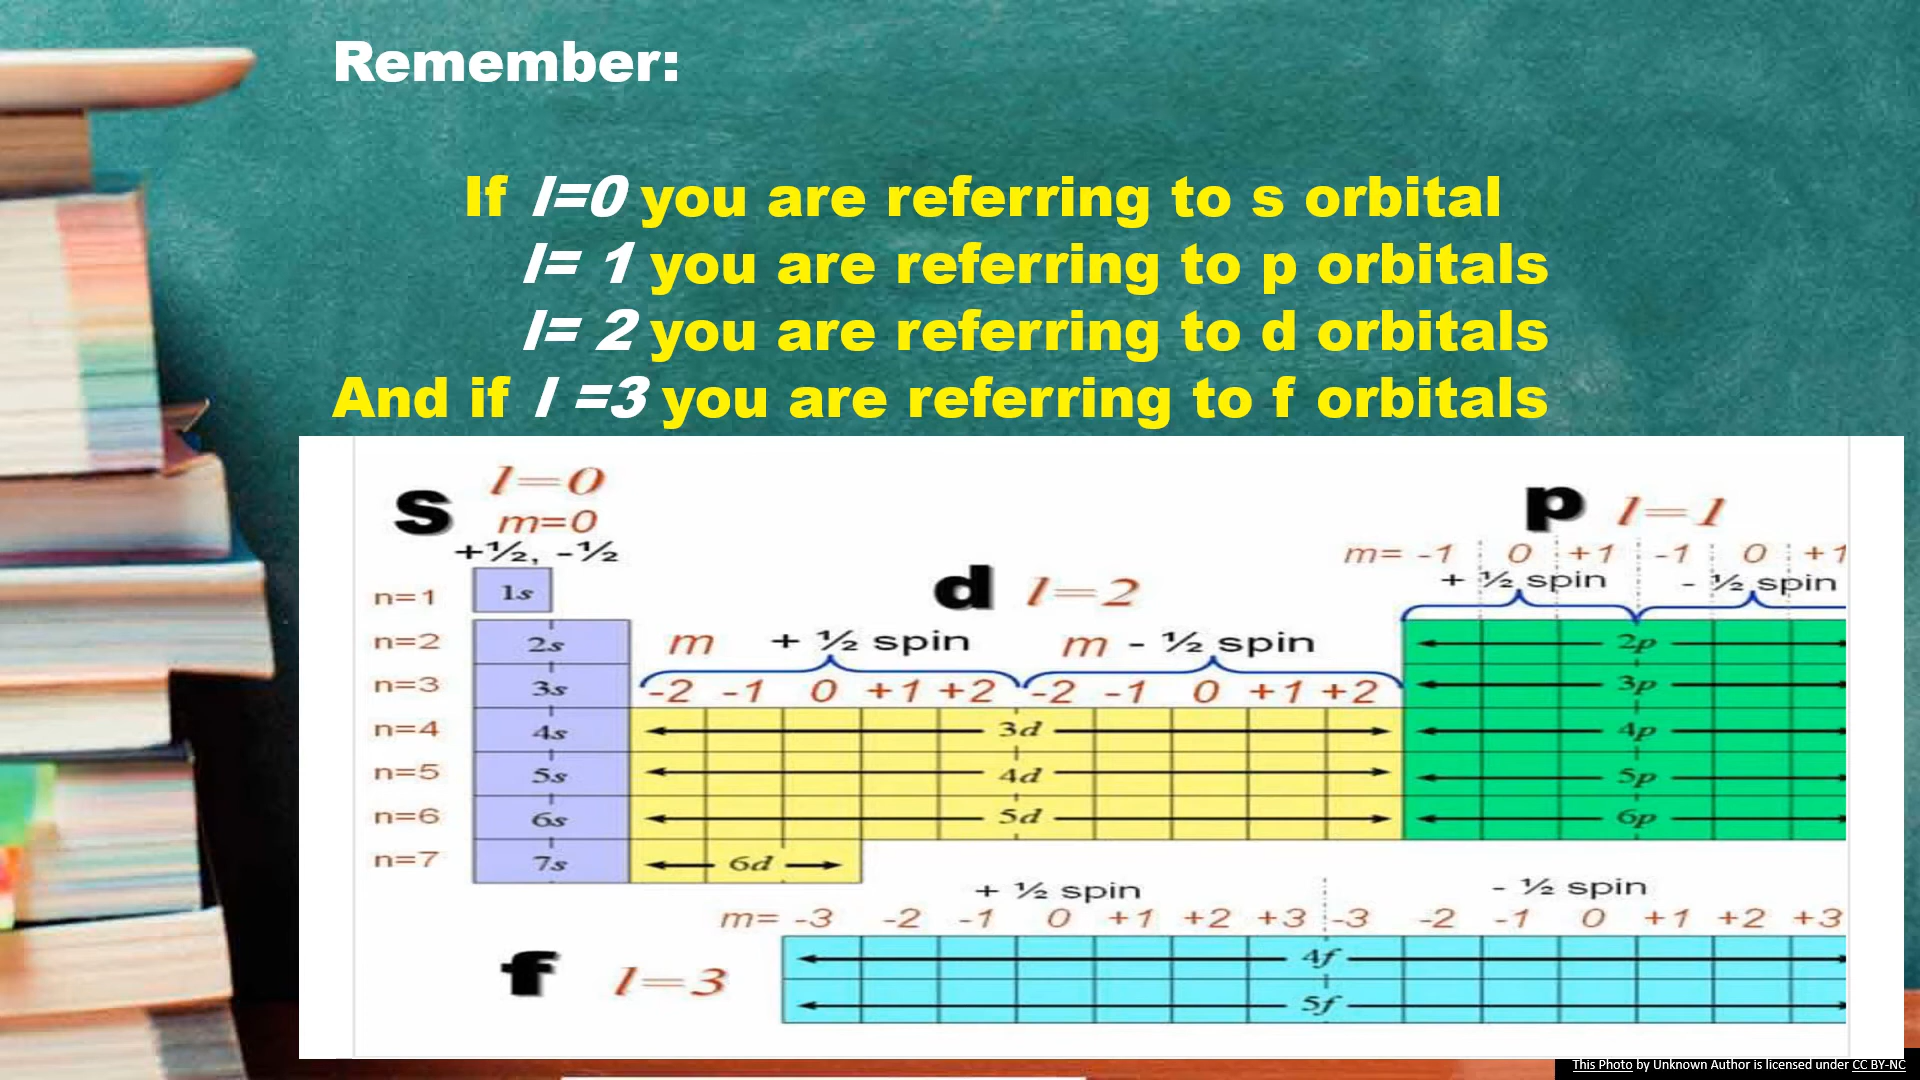 Remember:
If l=0 you are referring to s orbital
l= 1 you are referring to p orbitals
l= 2 you are referring to d orbitals
And if l =3 you are referring to f orbitals
s l=0
m=0
+½, -½
p l=1
m= -1 0 +1 -1 0 +1
+ ½ spin - ½ spin
d l=2
n=1 1s
n=2 2s m + ½ spin m - ½ spin 2p
n=3 3s -2 -1 0 +1 +2 -2 -1 0 +1 +2 3p
n=4 4s 3d 4p
n=5 5s 4d 5p
n=6 6s 5d 6p
n=7 7s 6d
+ ½ spin - ½ spin
m= -3 -2 -1 0 +1 +2 +3 -3 -2 -1 0 +1 +2 +3
f l=3
4f
5f
This Photo by Unknown Author is licensed under CC BY-NC